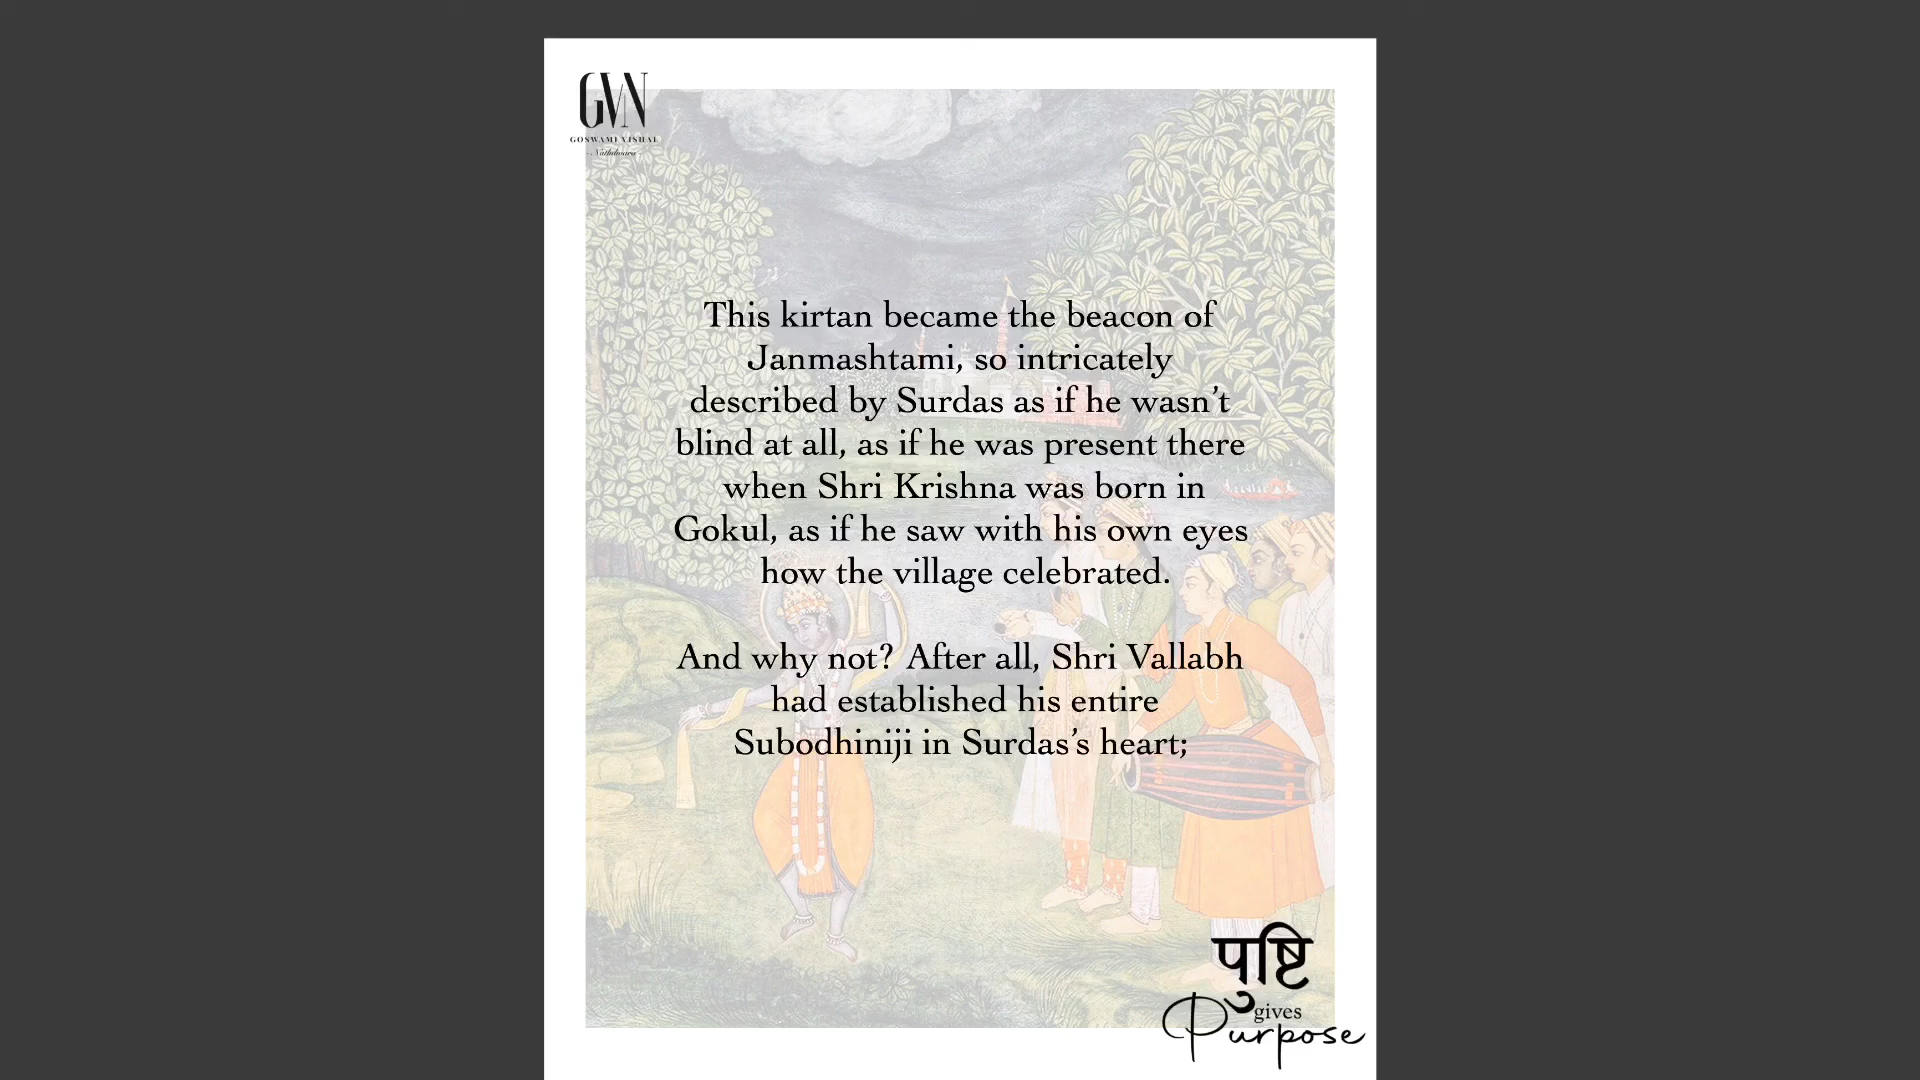 GVN
GOSWAMI VISHAL
- Nathdwara -
This kirtan became the beacon of
Janmashtami, so intricately
described by Surdas as if he wasn’t
blind at all, as if he was present there
when Shri Krishna was born in
Gokul, as if he saw with his own eyes
how the village celebrated.
And why not? After all, Shri Vallabh
had established his entire
Subodhiniji in Surdas’s heart;
पुष्टि
gives
Purpose